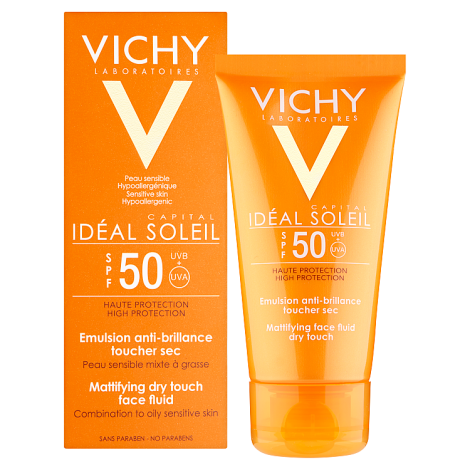 VICHY
LABORATOIRES
V
Peau sensible
Hypoallergénique
Sensitive skin
Hypoallergenic
CAPITAL
IDÉAL SOLEIL
SPF 50 UVB + UVA
HAUTE PROTECTION
HIGH PROTECTION
Emulsion anti-brillance
toucher sec
Peau sensible mixte à grasse
Mattifying dry touch
face fluid
Combination to oily sensitive skin
SANS PARABEN - NO PARABENS
VICHY
LABORATOIRES
V
CAPITAL
IDÉAL SOLEIL
SPF 50 UVB + UVA
HAUTE PROTECTION
HIGH PROTECTION
Emulsion anti-brillance
toucher sec
Mattifying face fluid
dry touch